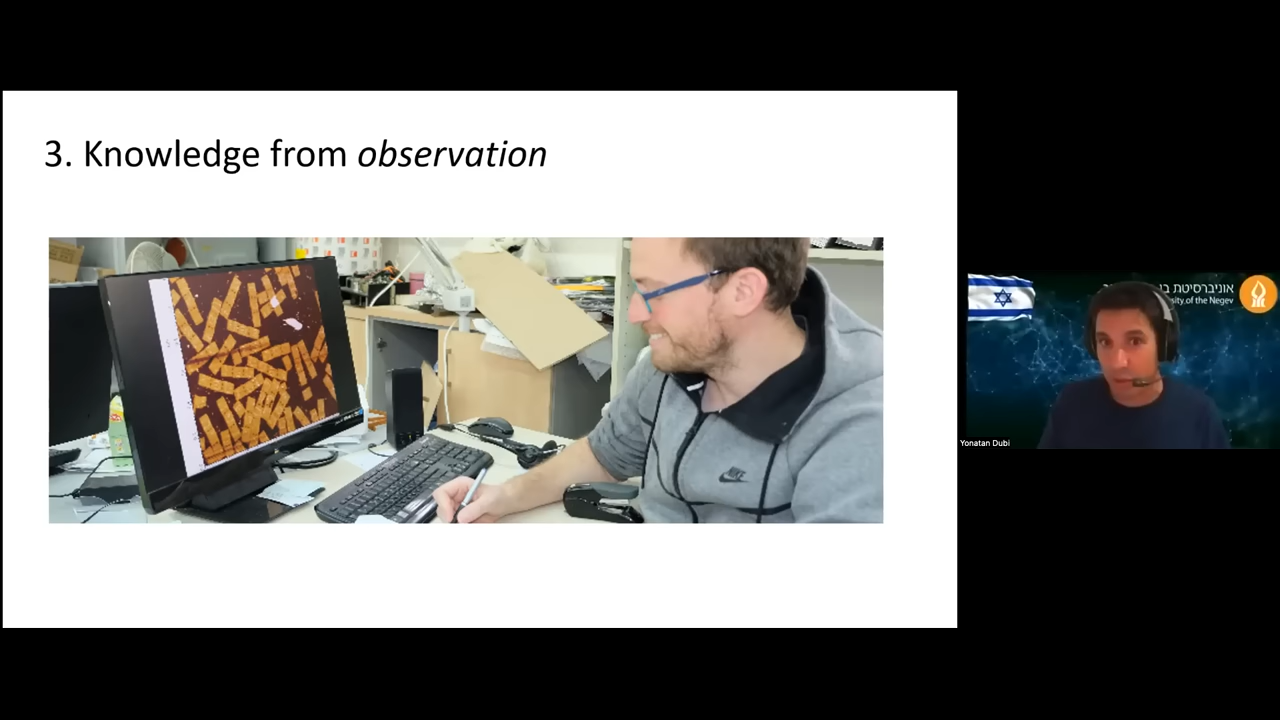 3. Knowledge from observation
אוניברסיטת בן
sity of the Negev
Yonatan Dubi